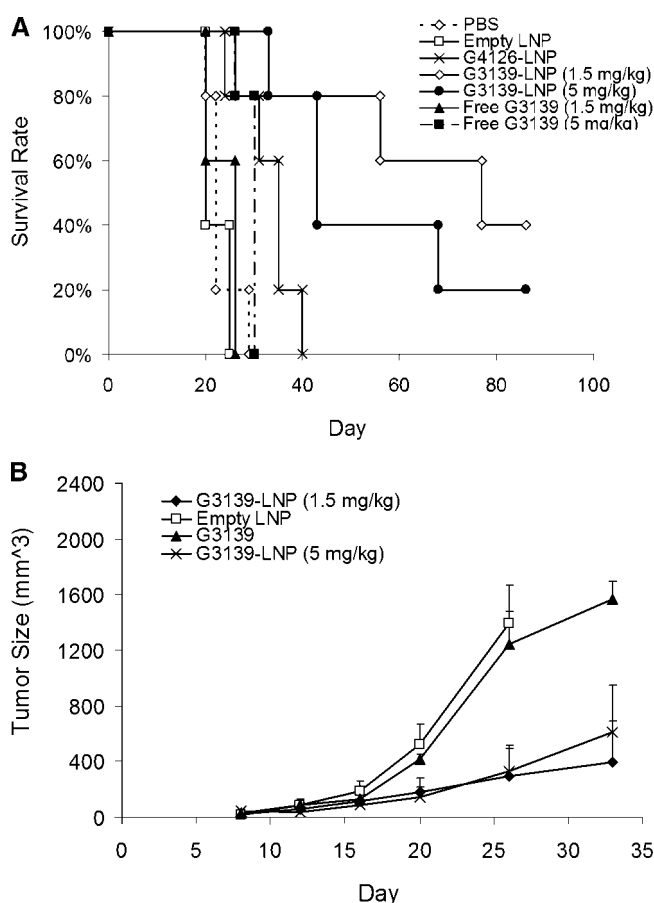 A
PBS
Empty LNP
G4126-LNP
G3139-LNP (1.5 mg/kg)
G3139-LNP (5 mg/kg)
Free G3139 (1.5 mg/kg)
Free G3139 (5 mg/kg)
Survival Rate
100%
80%
60%
40%
20%
0%
0 20 40 60 80 100
Day
B
G3139-LNP (1.5 mg/kg)
Empty LNP
G3139
G3139-LNP (5 mg/kg)
Tumor Size (mm^3)
2400
2000
1600
1200
800
400
0
0 5 10 15 20 25 30 35
Day